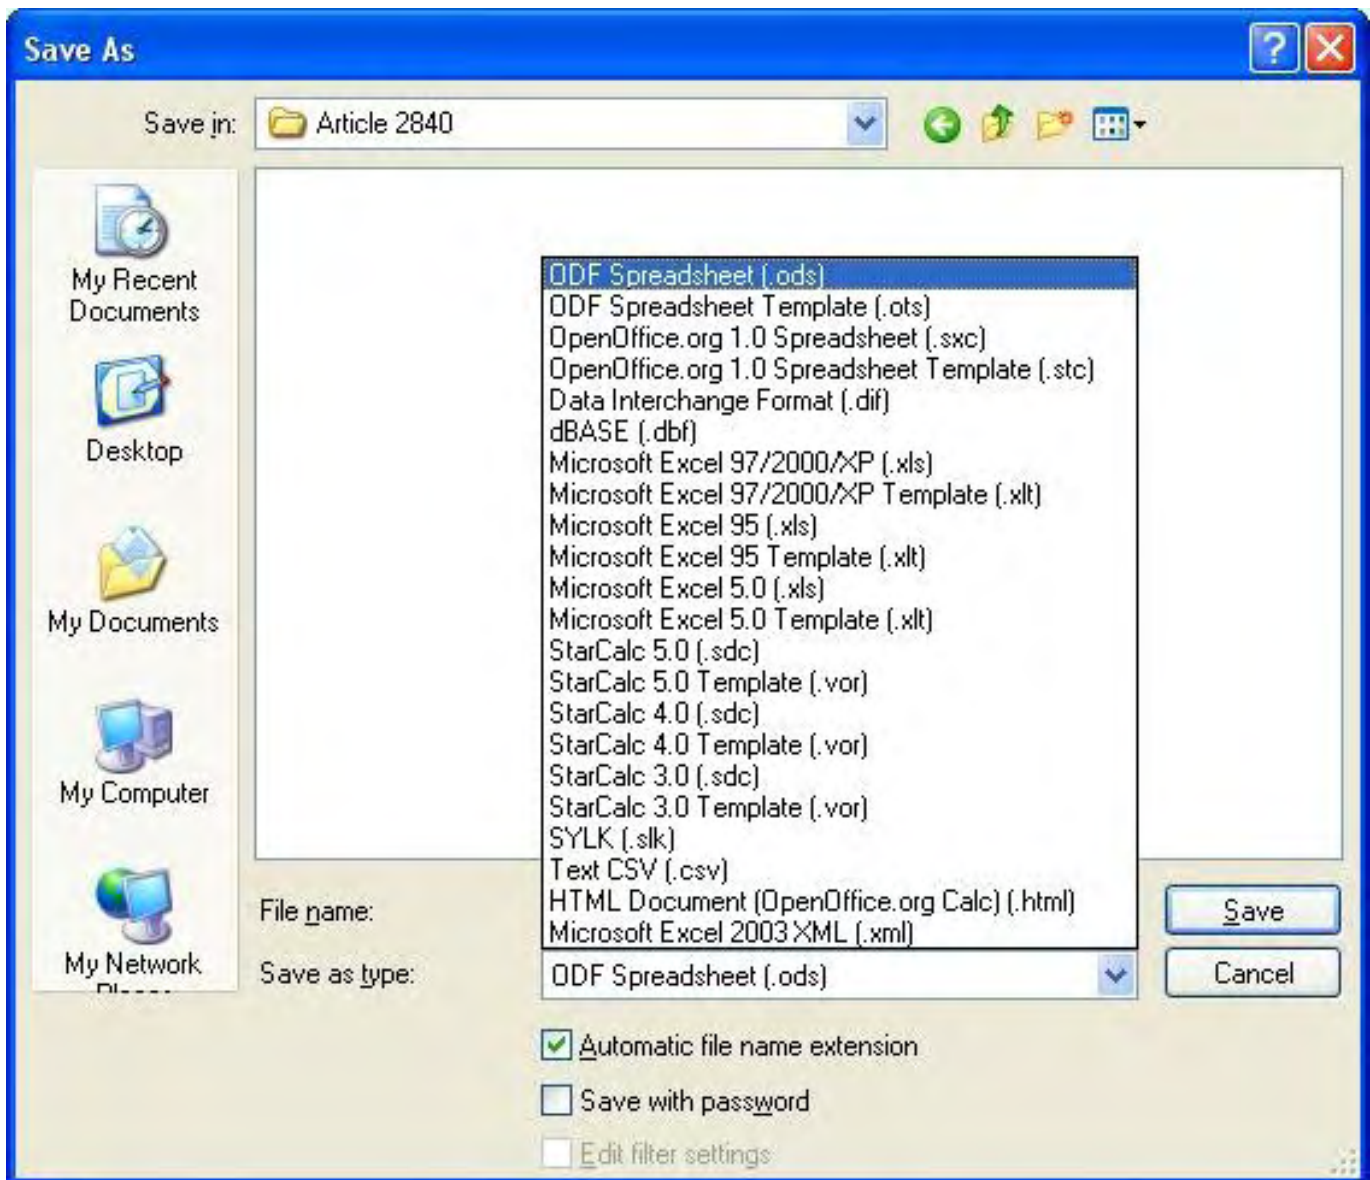 Save As
Save in:
Article 2840
My Recent
Documents
Desktop
My Documents
My Computer
My Network
ODF Spreadsheet (.ods)
ODF Spreadsheet Template (.ots)
OpenOffice.org 1.0 Spreadsheet (.sxc)
OpenOffice.org 1.0 Spreadsheet Template (.stc)
Data Interchange Format (.dif)
dBASE (.dbf)
Microsoft Excel 97/2000/XP (.xls)
Microsoft Excel 97/2000/XP Template (.xlt)
Microsoft Excel 95 (.xls)
Microsoft Excel 95 Template (.xlt)
Microsoft Excel 5.0 (.xls)
Microsoft Excel 5.0 Template (.xlt)
StarCalc 5.0 (.sdc)
StarCalc 5.0 Template (.vor)
StarCalc 4.0 (.sdc)
StarCalc 4.0 Template (.vor)
StarCalc 3.0 (.sdc)
StarCalc 3.0 Template (.vor)
SYLK (.slk)
Text CSV (.csv)
HTML Document (OpenOffice.org Calc) (.html)
Microsoft Excel 2003 XML (.xml)
File name:
Save
Save as type:
ODF Spreadsheet (.ods)
Cancel
Automatic file name extension
Save with password
Edit filter settings